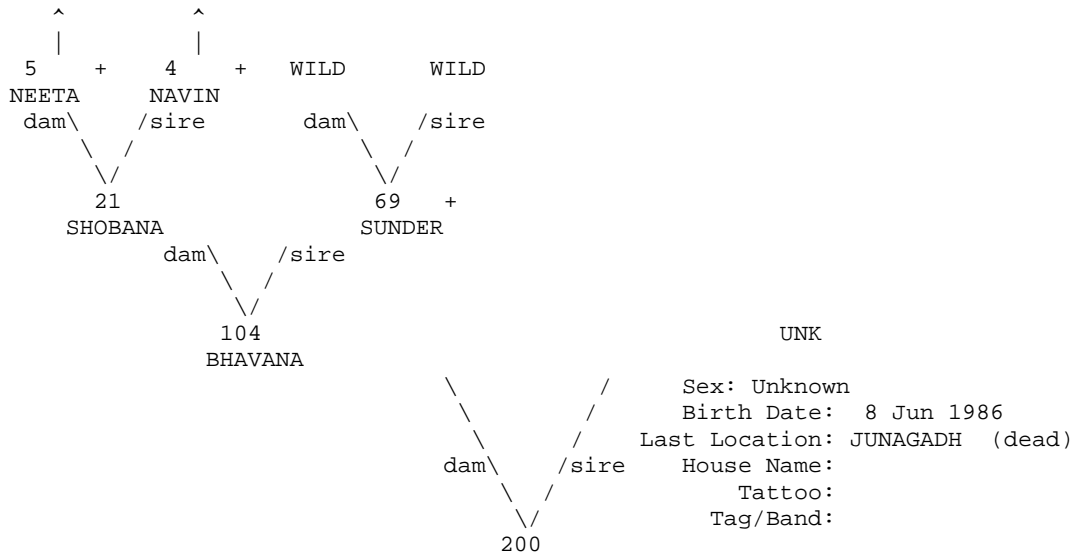 ^ ^
| |
5 + 4 + WILD WILD
NEETA NAVIN
dam\ /sire dam\ /sire
\ / \ /
\/ \/
21 69 +
SHOBANA SUNDER
dam\ /sire
\ /
\/
104 UNK
BHAVANA
\ / Sex: Unknown
\ / Birth Date: 8 Jun 1986
\ / Last Location: JUNAGADH (dead)
dam\ /sire House Name:
\ / Tattoo:
\/ Tag/Band:
200